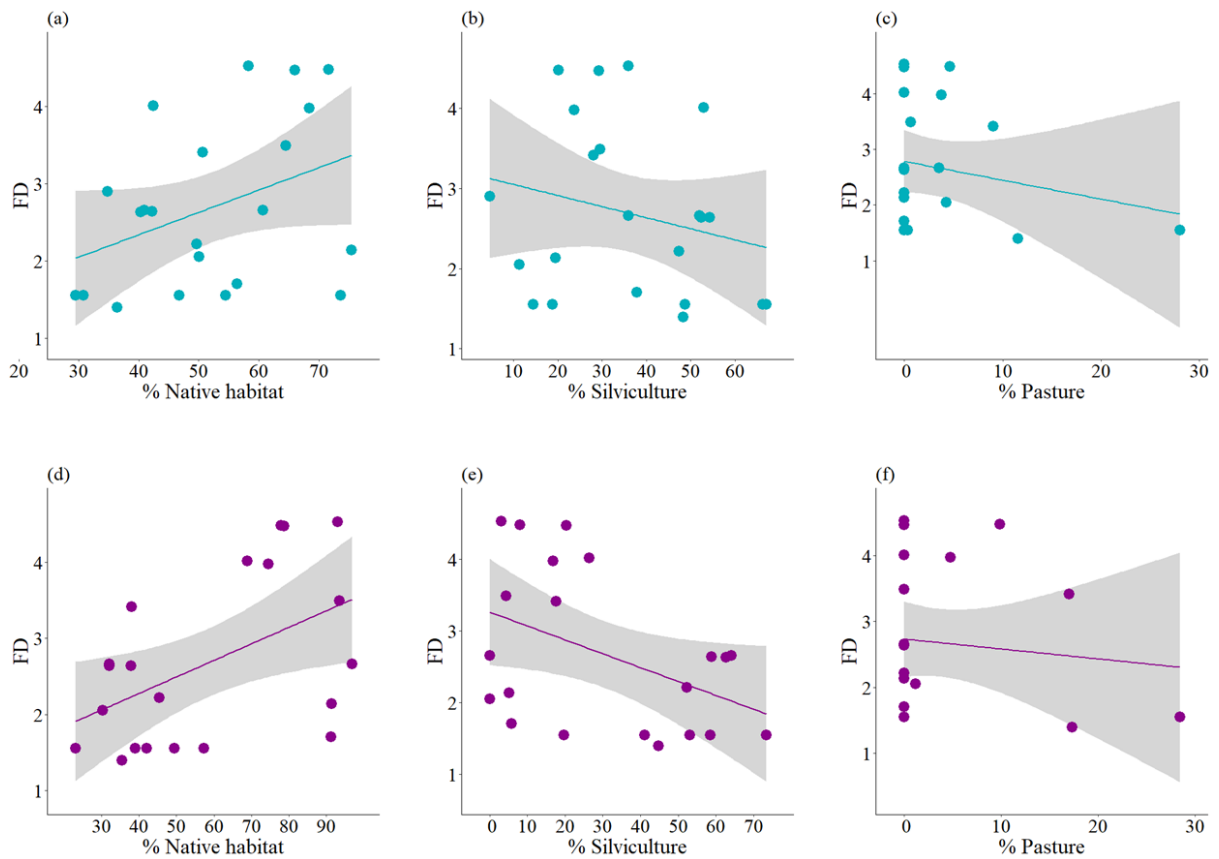 (a) (b) (c)
FD 4 3 2 1
FD 4 3 2 1
FD 4 3 2 1
20 30 40 50 60 70
10 20 30 40 50 60
0 10 20 30
% Native habitat % Silviculture % Pasture
(d) (e) (f)
FD 4 3 2 1
FD 4 3 2 1
FD 4 3 2 1
30 40 50 60 70 80 90
0 10 20 30 40 50 60 70
0 10 20 30
% Native habitat % Silviculture % Pasture